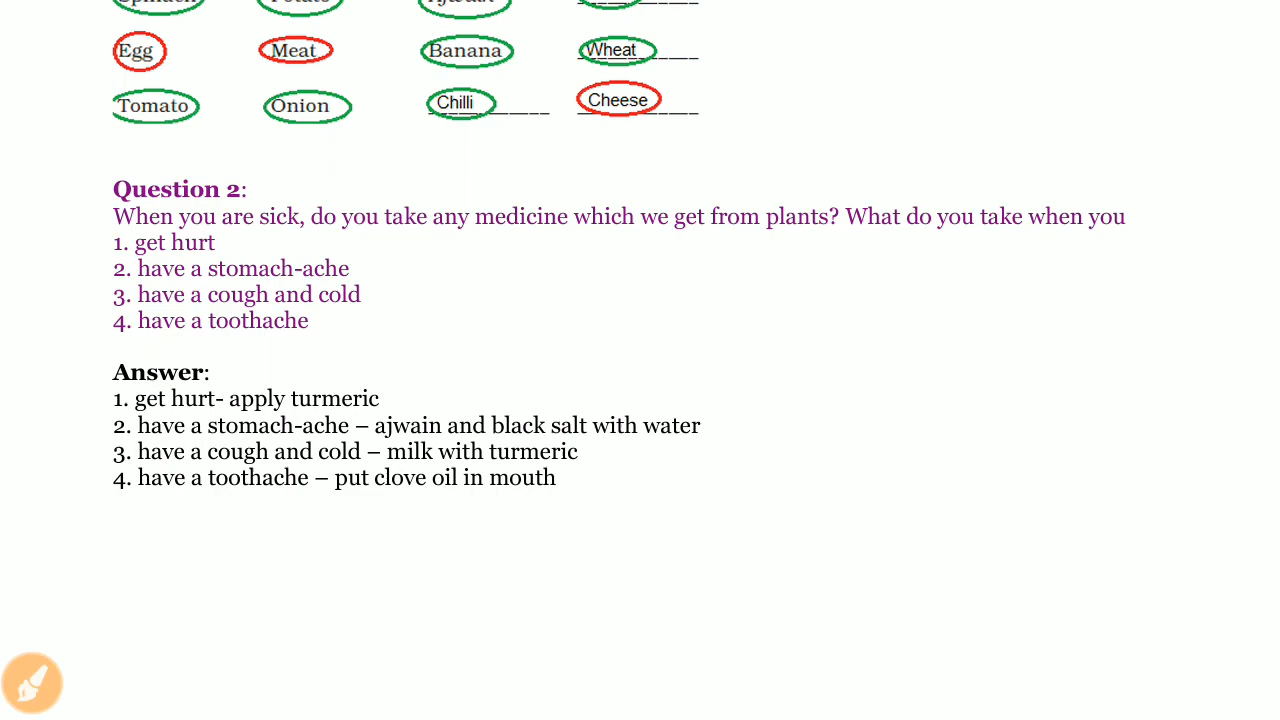 Spinach Potato Ajwain
Egg Meat Banana Wheat
Tomato Onion Chilli Cheese
Question 2:
When you are sick, do you take any medicine which we get from plants? What do you take when you
1. get hurt
2. have a stomach-ache
3. have a cough and cold
4. have a toothache
Answer:
1. get hurt- apply turmeric
2. have a stomach-ache – ajwain and black salt with water
3. have a cough and cold – milk with turmeric
4. have a toothache – put clove oil in mouth